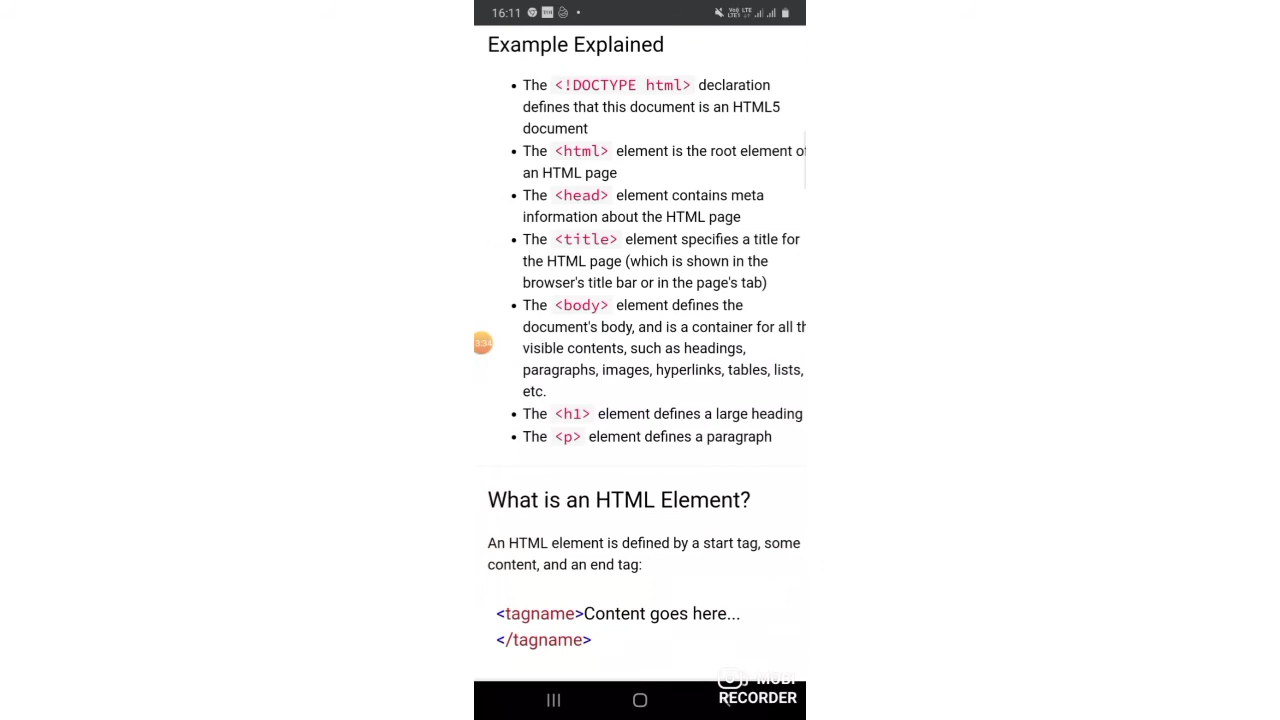 16:11
Example Explained
• The <!DOCTYPE html> declaration
defines that this document is an HTML5
document
• The <html> element is the root element of
an HTML page
• The <head> element contains meta
information about the HTML page
• The <title> element specifies a title for
the HTML page (which is shown in the
browser's title bar or in the page's tab)
• The <body> element defines the
document's body, and is a container for all th
visible contents, such as headings,
3:34
paragraphs, images, hyperlinks, tables, lists,
etc.
• The <h1> element defines a large heading
• The <p> element defines a paragraph
What is an HTML Element?
An HTML element is defined by a start tag, some
content, and an end tag:
<tagname>Content goes here...
</tagname>
MOBI
RECORDER